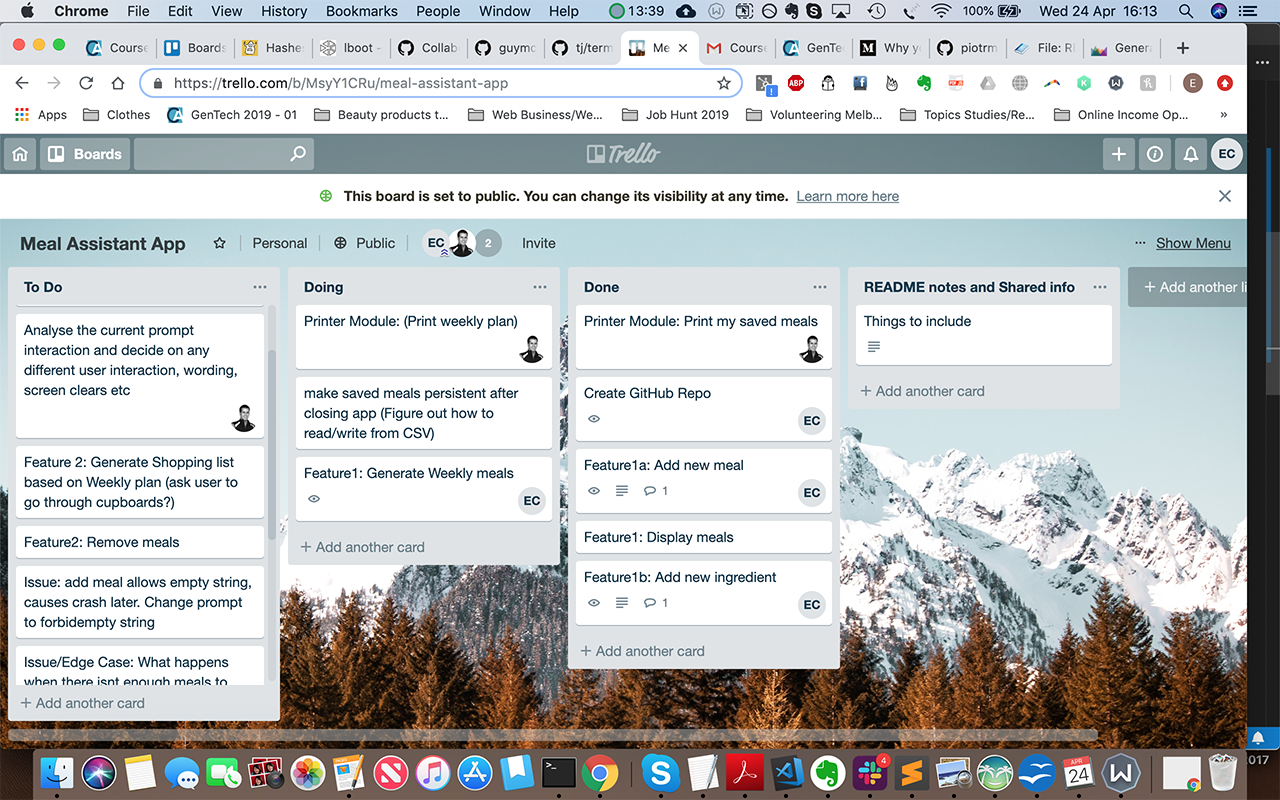 Chrome File Edit View History Bookmarks People Window Help 13:39 100% Wed 24 Apr 16:13
Course Boards Hashes lboot - Collab guymo tj/term Me Course GenTe Why y piotrm File: RI Genera
https://trello.com/b/MsyY1CRu/meal-assistant-app
ABP E
Apps Clothes GenTech 2019 - 01 Beauty products t... Web Business/We... Job Hunt 2019 Volunteering Melb... Topics Studies/Re... Online Income Op... »
Boards Trello EC
This board is set to public. You can change its visibility at any time. Learn more here
Meal Assistant App Personal Public EC 2 Invite ... Show Menu
To Do
Analyse the current prompt
interaction and decide on any
different user interaction, wording,
screen clears etc
Feature 2: Generate Shopping list
based on Weekly plan (ask user to
go through cupboards?)
Feature2: Remove meals
Issue: add meal allows empty string,
causes crash later. Change prompt
to forbidempty string
Issue/Edge Case: What happens
when there isnt enough meals to
+ Add another card
Doing
Printer Module: (Print weekly plan)
make saved meals persistent after
closing app (Figure out how to
read/write from CSV)
Feature1: Generate Weekly meals
EC
+ Add another card
Done
Printer Module: Print my saved meals
Create GitHub Repo
EC
Feature1a: Add new meal
1 EC
Feature1: Display meals
Feature1b: Add new ingredient
1 EC
+ Add another card
README notes and Shared info
Things to include
+ Add another card
+ Add another li
4
APR
24
2017